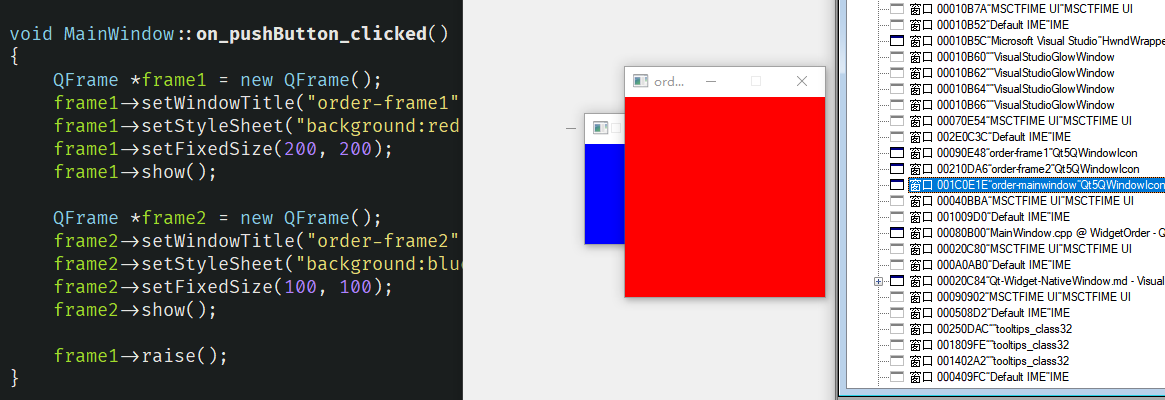 void MainWindow::on_pushButton_clicked()
{
QFrame *frame1 = new QFrame();
frame1->setWindowTitle("order-frame1"
frame1->setStyleSheet("background:red
frame1->setFixedSize(200, 200);
frame1->show();
QFrame *frame2 = new QFrame();
frame2->setWindowTitle("order-frame2"
frame2->setStyleSheet("background:blue
frame2->setFixedSize(100, 100);
frame2->show();
frame1->raise();
}
ord...
窗口 00010B7A"MSCTFIME UI"MSCTFIME UI
窗口 00010B52"Default IME"IME
窗口 00010B5C"Microsoft Visual Studio"HwndWrappe
窗口 00010B60""VisualStudioGlowWindow
窗口 00010B62""VisualStudioGlowWindow
窗口 00010B64""VisualStudioGlowWindow
窗口 00010B66""VisualStudioGlowWindow
窗口 00070E54"MSCTFIME UI"MSCTFIME UI
窗口 002E0C3C"Default IME"IME
窗口 00090E48"order-frame1"Qt5QWindowIcon
窗口 00210DA6"order-frame2"Qt5QWindowIcon
窗口 001C0E1E"order-mainwindow"Qt5QWindowIcon
窗口 00040BBA"MSCTFIME UI"MSCTFIME UI
窗口 001009D0"Default IME"IME
窗口 00080B00"MainWindow.cpp @ WidgetOrder - Q
窗口 00020C80"MSCTFIME UI"MSCTFIME UI
窗口 000A0AB0"Default IME"IME
窗口 00020C84"Qt-Widget-NativeWindow.md - Visual
窗口 00090902"MSCTFIME UI"MSCTFIME UI
窗口 000508D2"Default IME"IME
窗口 00250DAC""tooltips_class32
窗口 001809FE""tooltips_class32
窗口 001402A2""tooltips_class32
窗口 000409FC"Default IME"IME